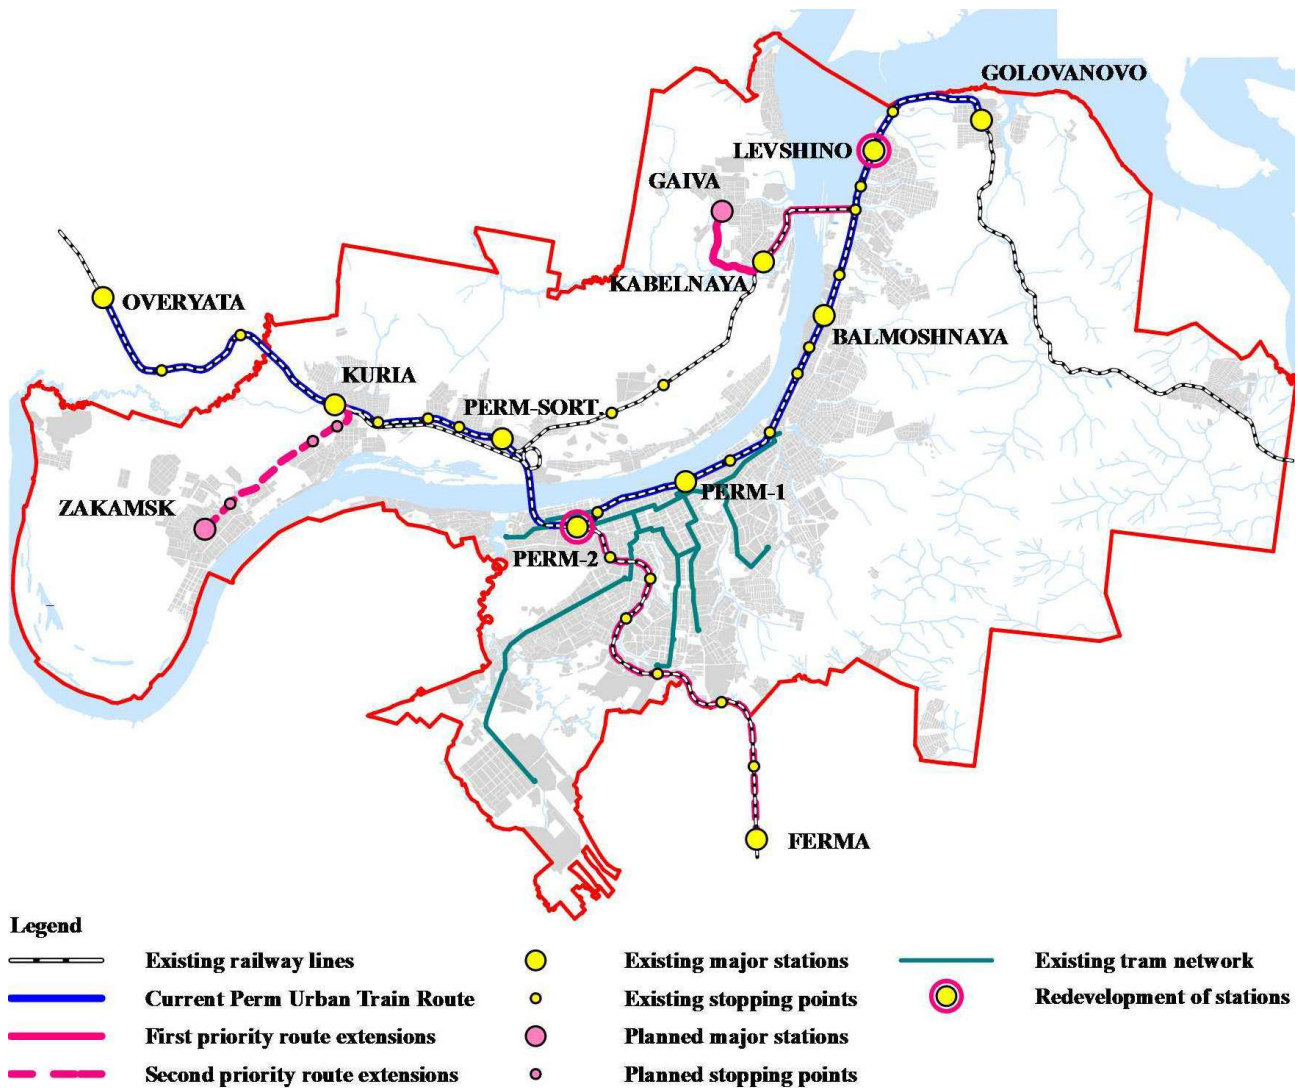 GOLOVANOVO
LEVSHINO
GAIVA
KABELNAYA
OVERYATA
BALMOSHNAYA
KURIA
PERM-SORT.
ZAKAMSK
PERM-1
PERM-2
FERMA
Legend
Existing railway lines
Existing major stations
Existing tram network
Current Perm Urban Train Route
Existing stopping points
Redevelopment of stations
First priority route extensions
Planned major stations
Second priority route extensions
Planned stopping points